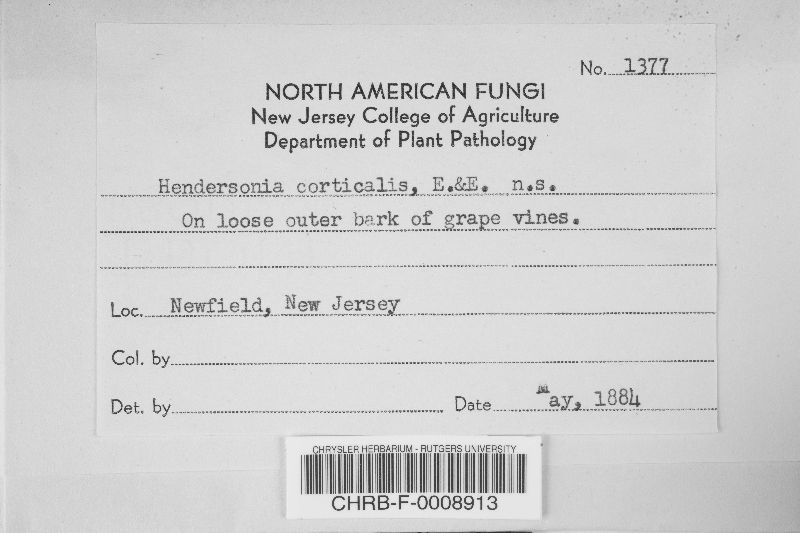 No. 1377
NORTH AMERICAN FUNGI
New Jersey College of Agriculture
Department of Plant Pathology
Hendersonia corticalis, E.&E. n.s.
On loose outer bark of grape vines.
Loc. Newfield, New Jersey
Col. by
Det. by Date May, 1884
CHRYSLER HERBARIUM - RUTGERS UNIVERSITY
CHRB-F-0008913